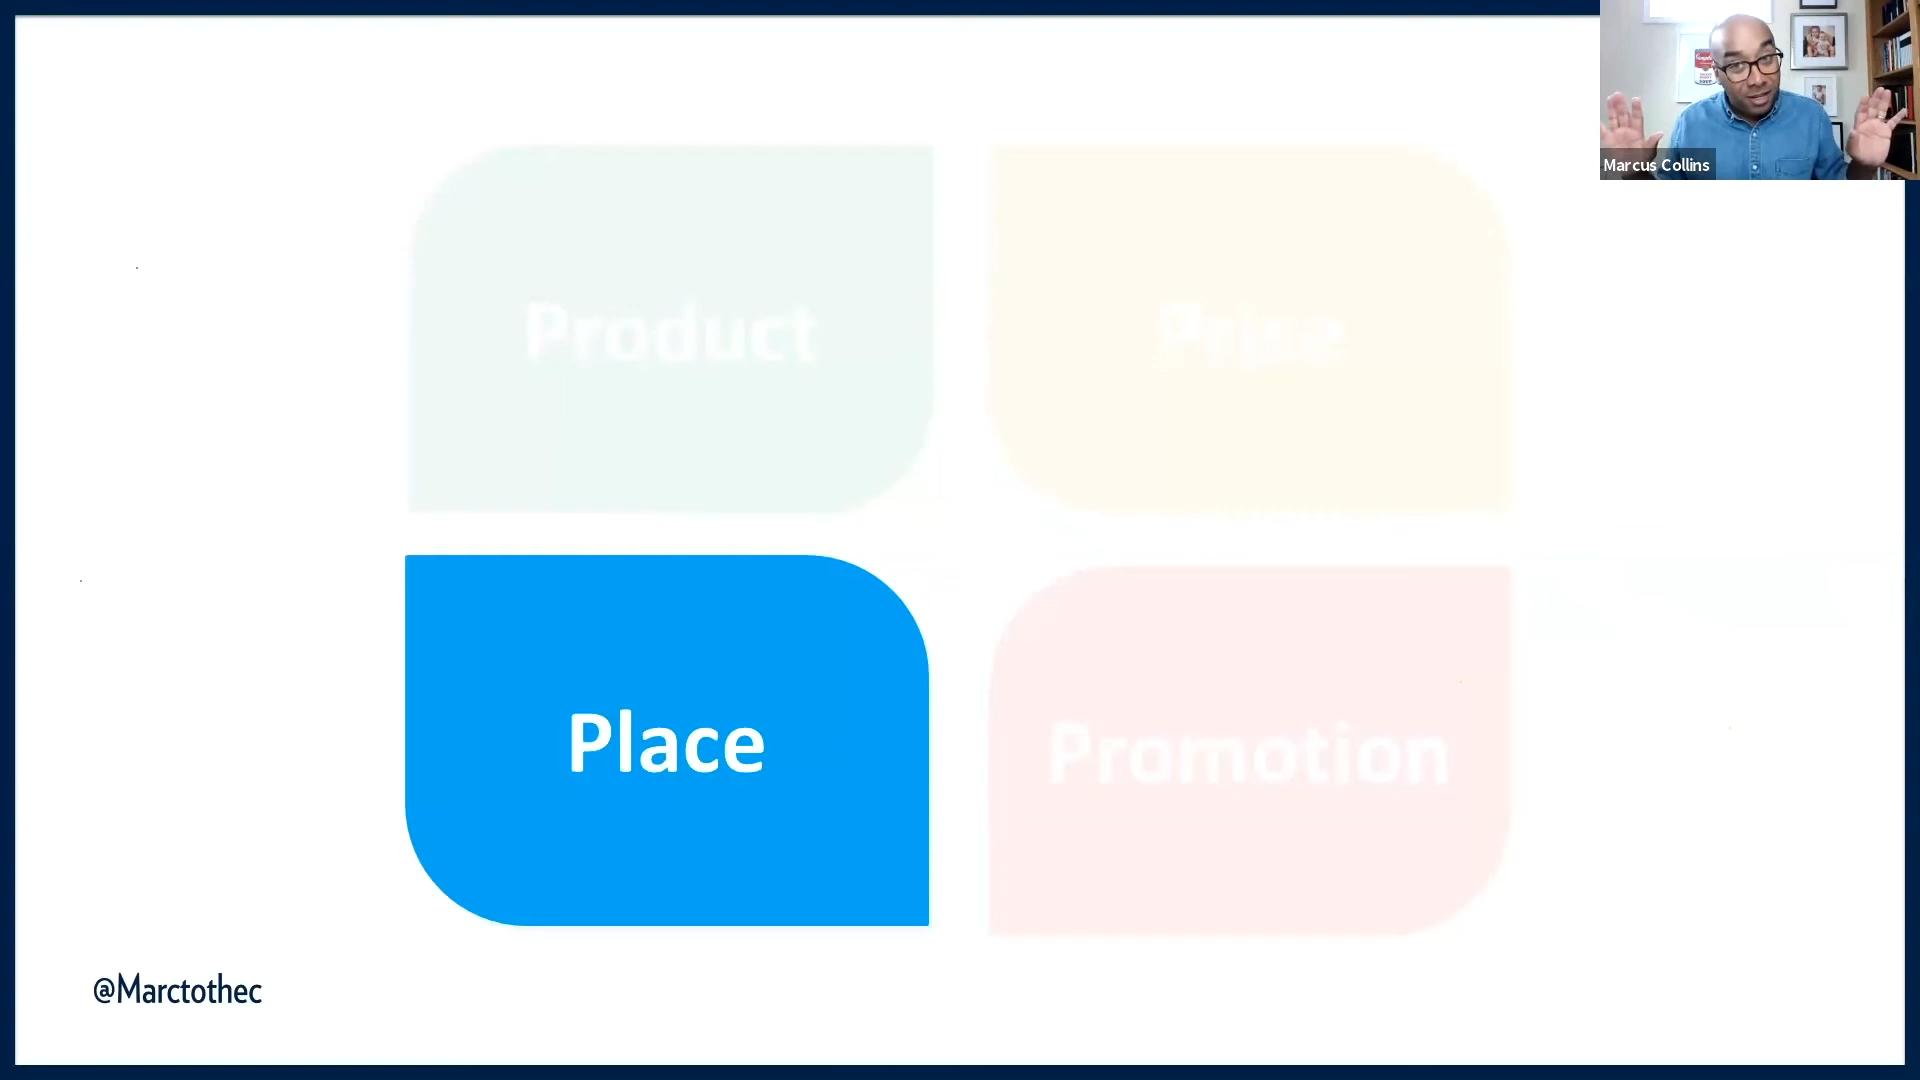 Marcus Collins
Product
Price
Place
Promotion
@Marctothec